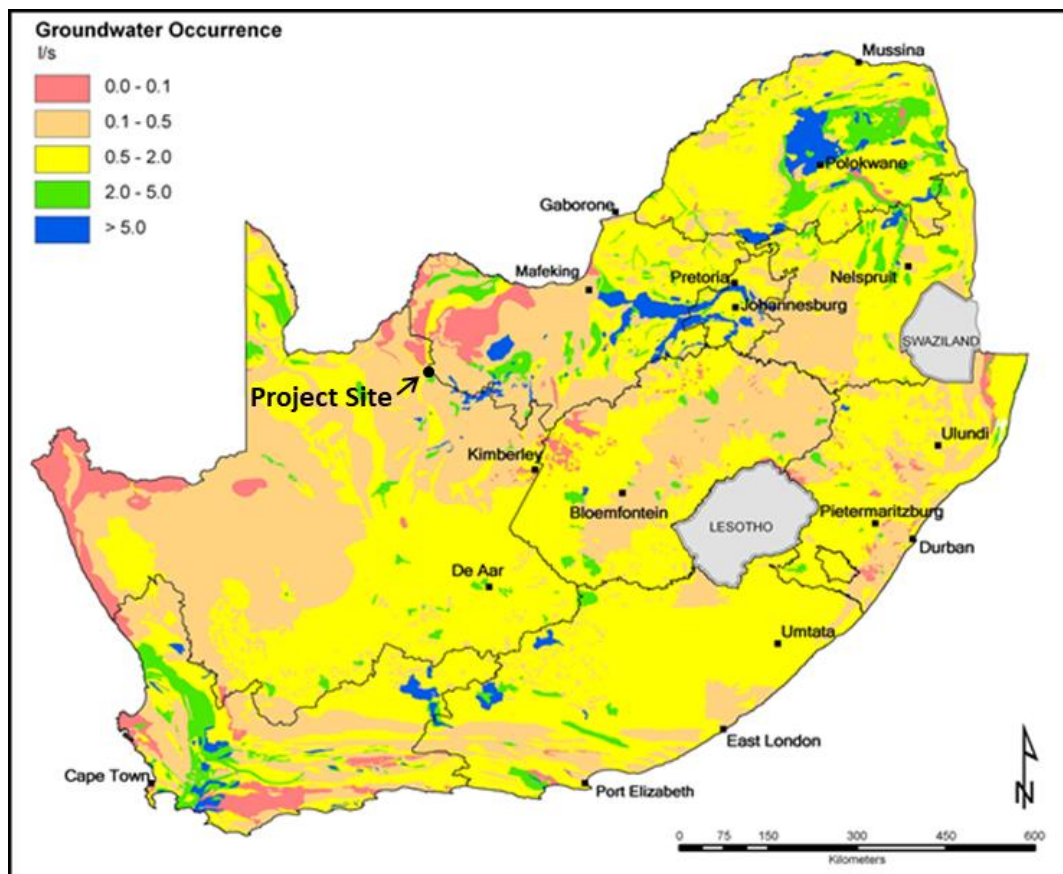 Groundwater Occurrence
l/s
0.0 - 0.1
0.1 - 0.5
0.5 - 2.0
2.0 - 5.0
> 5.0
Mussina
Polokwane
Gaborone
Mafeking
Pretoria
Nelspruit
Johannesburg
SWAZILAND
Project Site
Ulundi
Kimberley
Bloemfontein
LESOTHO
Pietermaritzburg
Durban
De Aar
Umtata
East London
Cape Town
Port Elizabeth
N
0 75 150 300 450 600
Kilometers